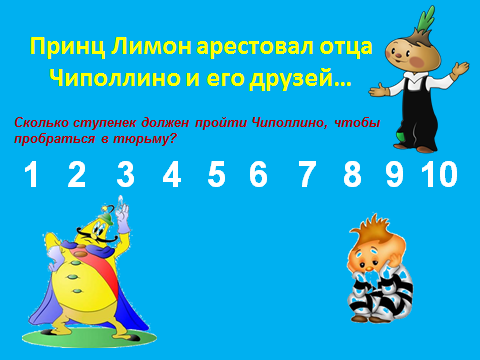 Принц Лимон арестовал отца
Чиполлино и его друзей...
Сколько ступенек должен пройти Чиполлино, чтобы
пробраться в тюрьму?
1 2 3 4 5 6 7 8 9 10